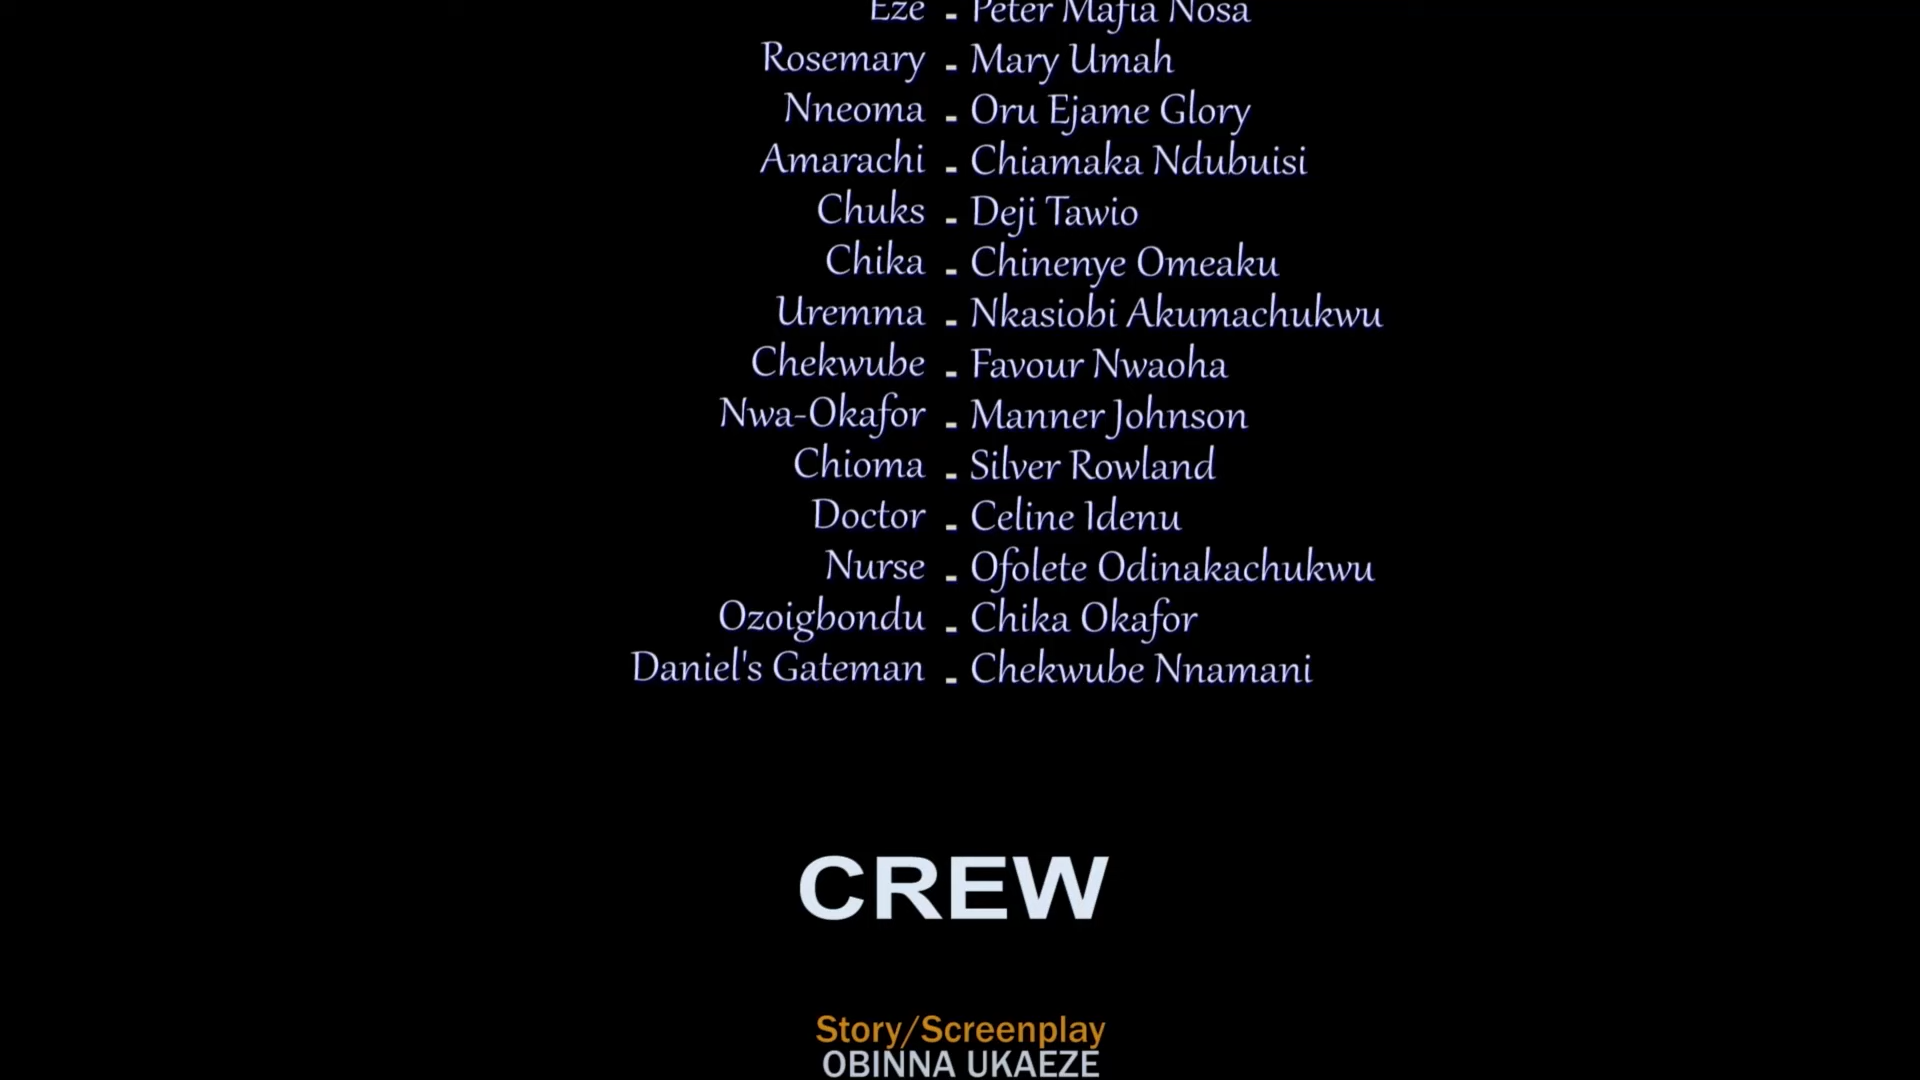 Eze - Peter Mafia Nosa
Rosemary - Mary Umah
Nneoma - Oru Ejame Glory
Amarachi - Chiamaka Ndubuisi
Chuks - Deji Tawio
Chika - Chinenye Omeaku
Uremma - Nkasiobi Akumachukwu
Chekwube - Favour Nwaoha
Nwa-Okafor - Manner Johnson
Chioma - Silver Rowland
Doctor - Celine Idenu
Nurse - Ofolete Odinakachukwu
Ozoigbondu - Chika Okafor
Daniel's Gateman - Chekwube Nnamani
CREW
Story/Screenplay
OBINNA UKAEZE